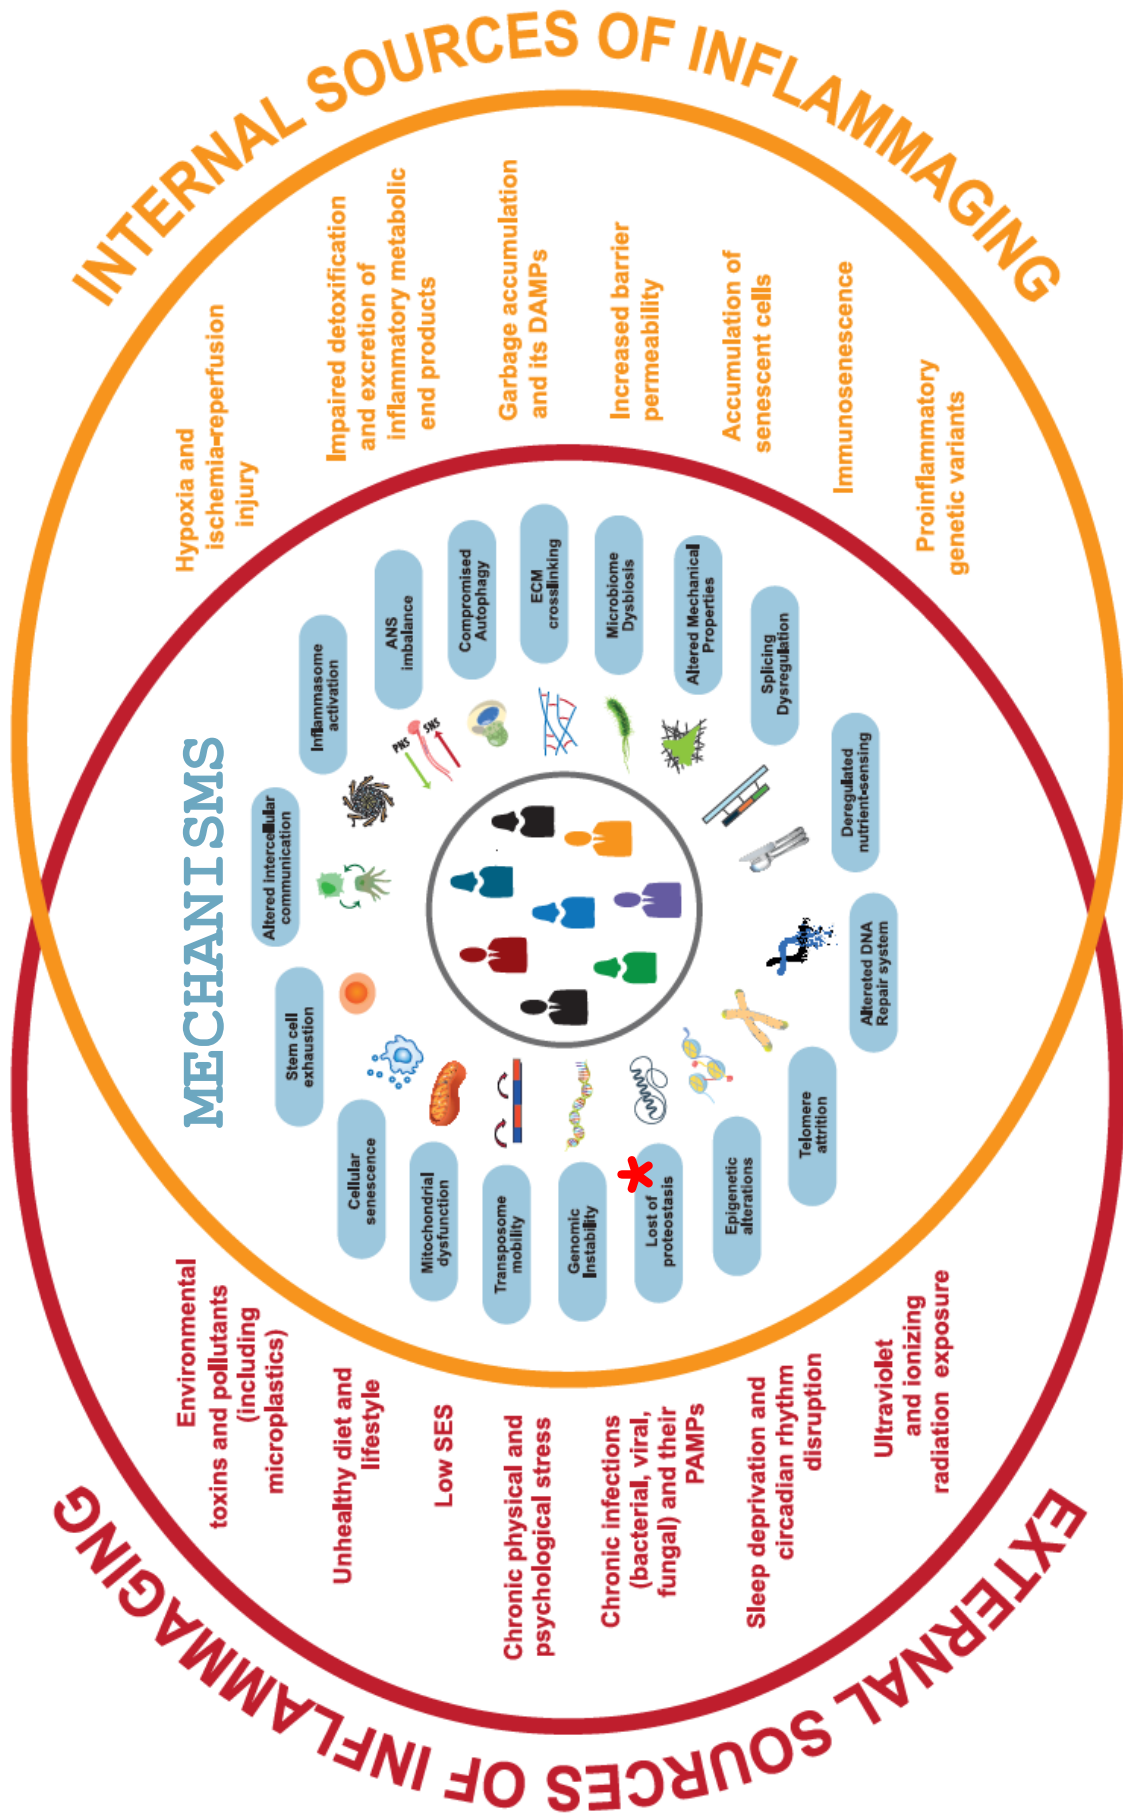 EXTERNAL SOURCES OF INFLAMMAGING
INTERNAL SOURCES OF INFLAMMAGING
MECHANISMS
Environmental
toxins and pollutants
(including
microplastics)
Unhealthy diet and
lifestyle
Low SES
Chronic physical and
psychological stress
Chronic infections
(bacterial, viral,
fungal) and their
PAMPs
Sleep deprivation and
circadian rhythm
disruption
Ultraviolet
and ionizing
radiation exposure
Altered intercellular
communication
Inflammasome
activation
ANS
imbalance
Compromised
Autophagy
ECM
crosslinking
Microbiome
Dysbiosis
Altered Mechanical
Properties
Splicing
Dysregulation
Deregulated
nutrient-sensing
Altereted DNA
Repair system
Telomere
attrition
Epigenetic
alterations
Lost of
proteostasis
Genomic
Instability
Transposome
mobility
Mitochondrial
dysfunction
Cellular
senescence
Stem cell
exhaustion
PNS
SNS
Hypoxia and
ischemia-reperfusion
injury
Impaired detoxification
and excretion of
inflammatory metabolic
end products
Garbage accumulation
and its DAMPs
Increased barrier
permeability
Accumulation of
senescent cells
Immunosenescence
Proinflammatory
genetic variants